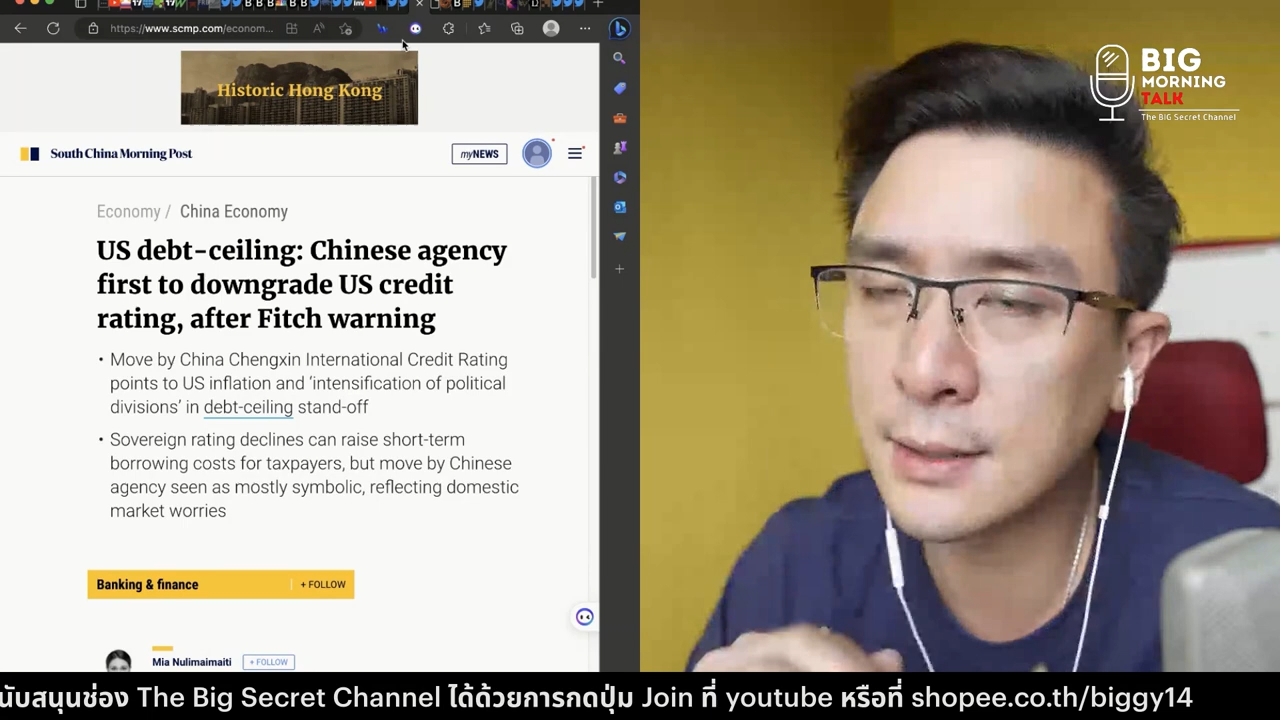 https://www.scmp.com/econom...
Historic Hong Kong
South China Morning Post
myNEWS
Economy / China Economy
US debt-ceiling: Chinese agency
first to downgrade US credit
rating, after Fitch warning
• Move by China Chengxin International Credit Rating
points to US inflation and ‘intensification of political
divisions’ in debt-ceiling stand-off
• Sovereign rating declines can raise short-term
borrowing costs for taxpayers, but move by Chinese
agency seen as mostly symbolic, reflecting domestic
market worries
Banking & finance
+ FOLLOW
Mia Nulimaimaiti
+ FOLLOW
BIG
MORNING
TALK
The BIG Secret Channel
นับสนุนช่อง The Big Secret Channel ได้ด้วยการกดปุ่ม Join ที่ youtube หรือที่ shopee.co.th/biggy14